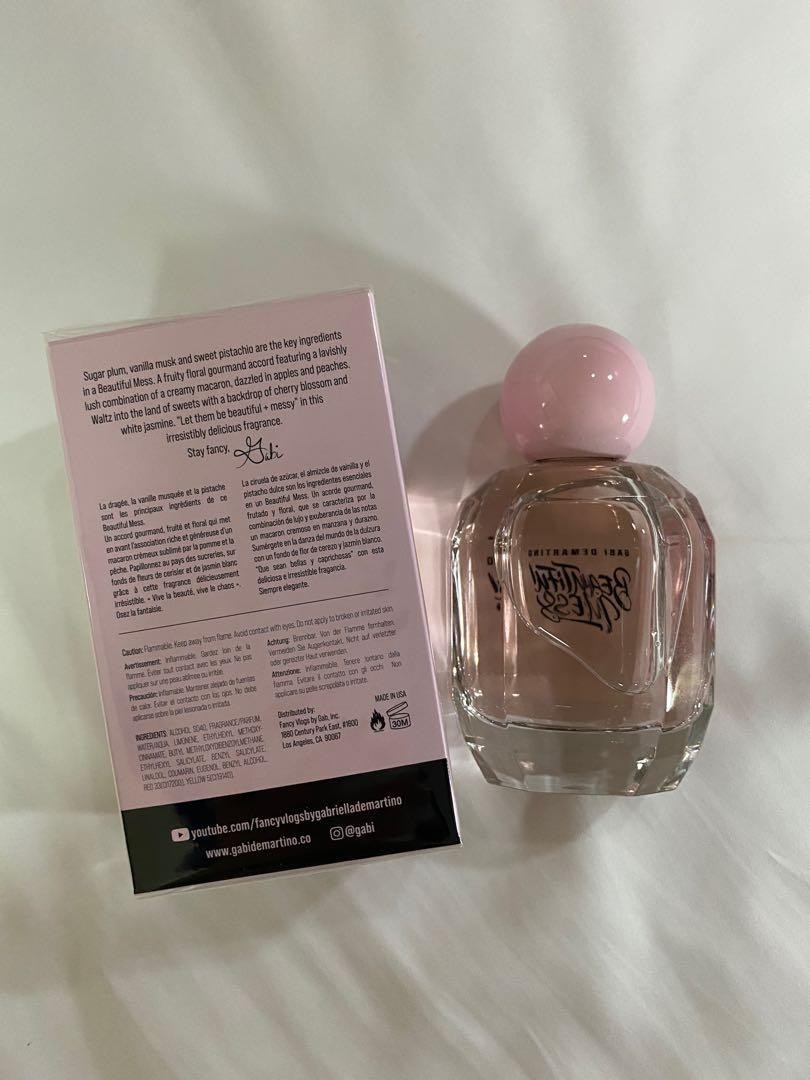 Sugar plum, vanilla musk and sweet pistachio are the key ingredients
in a Beautiful Mess. A fruity floral gourmand accord featuring a lavishly
lush combination of a creamy macaron, dazzled in apples and peaches.
Waltz into the land of sweets with a backdrop of cherry blossom and
white jasmine. "Let them be beautiful + messy" in this
irresistibly delicious fragrance.
Stay fancy,
Gabi
La dragée, la vanille musquée et la pistache
sont les principaux ingrédients de ce
Beautiful Mess.
Un accord gourmand, fruité et floral qui met
en avant l'association riche et généreuse d'un
macaron crémeux sublimé par la pomme et la
pêche. Papillonez au pays des sucreries, sur
fonds de fleurs de cerisier et de jasmin blanc
grâce à cette fragrance délicieusement
irrésistible. « Vive la beauté, vive le chaos ».
Osez la fantaisie.
La ciruela de azúcar, el almizcle de vainilla y el
pistacho dulce son los ingredientes esenciales
en un Beautiful Mess. Un acorde gourmand,
frutado y floral, que se caracteriza por la
combinación de lujo y exuberancia de las notas
un macaron cremoso en manzana y durazno.
Sumérgete en la danza del mundo de la dulzura
con tu fondo de flor de cerezo y jazmín blanco.
"Que sean bellas y caprichosas" con esta
deliciosa e irresistible fragancia.
Siempre elegante.
Caution: Flammable. Keep away from flame. Avoid contact with eyes. Do not apply to broken or irritated skin.
Avertissement: Inflammable. Gardez loin de la
flamme. Éviter tout contact avec les yeux. Ne pas
appliquer sur une peau abîmée ou irritée.
Precaución: Inflamable. Mantener alejado de fuentes
de calor. Evitar el contacto con los ojos. No debe
aplicarse sobre la piel lesionada o irritada.
Achtung: Brennbar. Von der Flamme fernhalten.
Vermeiden Sie Augenkontakt. Nicht auf verletzter
oder gereizter Haut verwenden.
Attenzione: Infiammabile. Tenere lontano dalla
fiamma. Evitare il contatto con gli occhi. Non
applicare su pelle screpolata o irritata.
INGREDIENTS: ALCOHOL SD40, FRAGRANCE/PARFUM,
WATER/AQUA, LIMONENE, ETHYLHEXYL METHOXY-
CINNAMATE, BUTYL METHYLOXYDIBENZOYLMETHANE,
ETHYLHEXYL SALICYLATE, BENZYL SALICYLATE,
LINALOOL, COUMARIN, EUGENOL, BENZYL ALCOHOL,
RED 33(CI17200), YELLOW 5(CI19140).
Distributed by:
Fancy Vlogs by Gab, Inc.
1880 Century Park East, #1600
Los Angeles, CA 90067
MADE IN USA
30M
youtube.com/fancyvlogsbygabrielladematino
www.gabidemartino.co
@gabi
GABI DEMARTINO
BEAUTIFUL
MESS